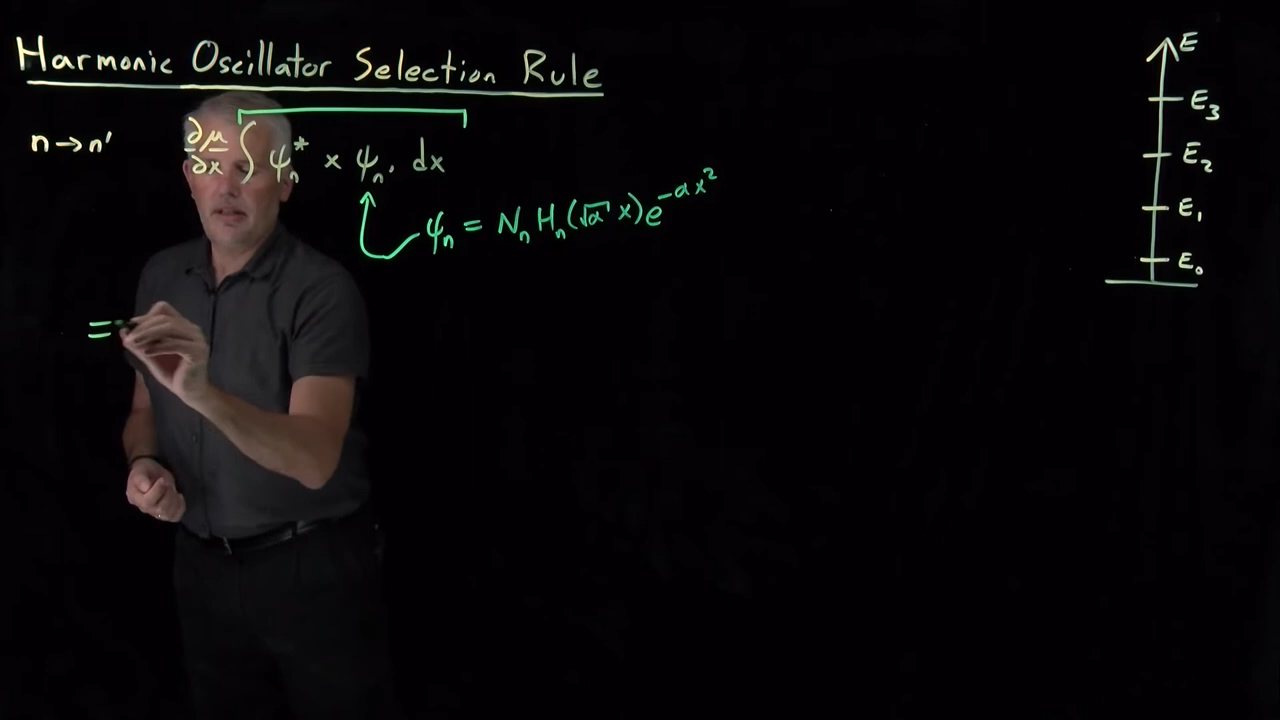 Harmonic Oscillator Selection Rule
n → n' ∂μ/∂x ∫ ψₙ* x ψₙ' dx
ψₙ = Nₙ Hₙ(√α x) e^(-αx²)
=
E
E₃
E₂
E₁
E₀